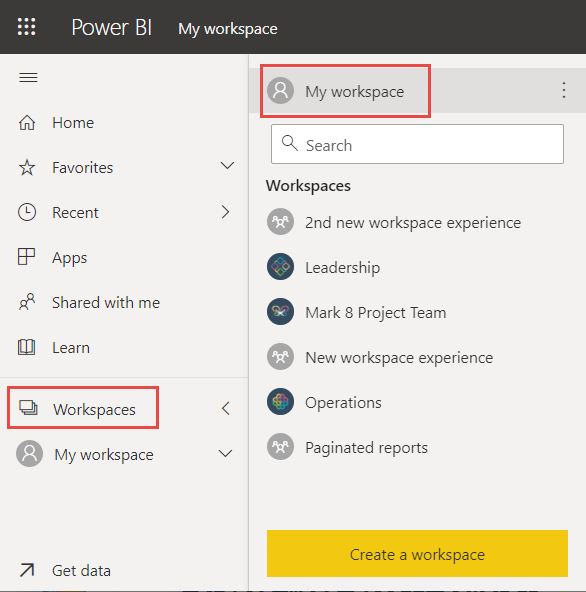 Power BI My workspace
Home
Favorites
Recent
Apps
Shared with me
Learn
Workspaces
My workspace
Get data
My workspace
Search
Workspaces
2nd new workspace experience
Leadership
Mark 8 Project Team
New workspace experience
Operations
Paginated reports
Create a workspace